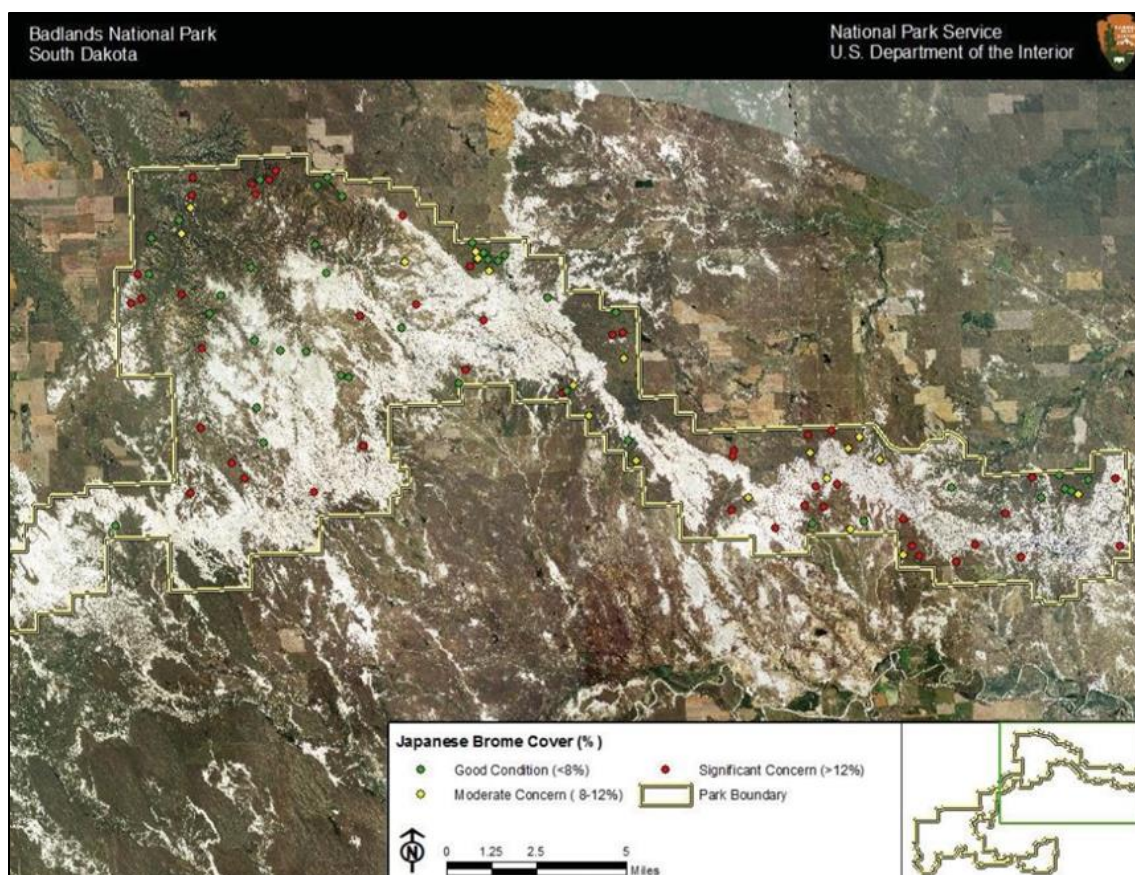 Badlands National Park
South Dakota
National Park Service
U.S. Department of the Interior
Japanese Brome Cover (%)
Good Condition (<8%)
Significant Concern (>12%)
Moderate Concern ( 8-12%)
Park Boundary
N
0 1.25 2.5 5
Miles